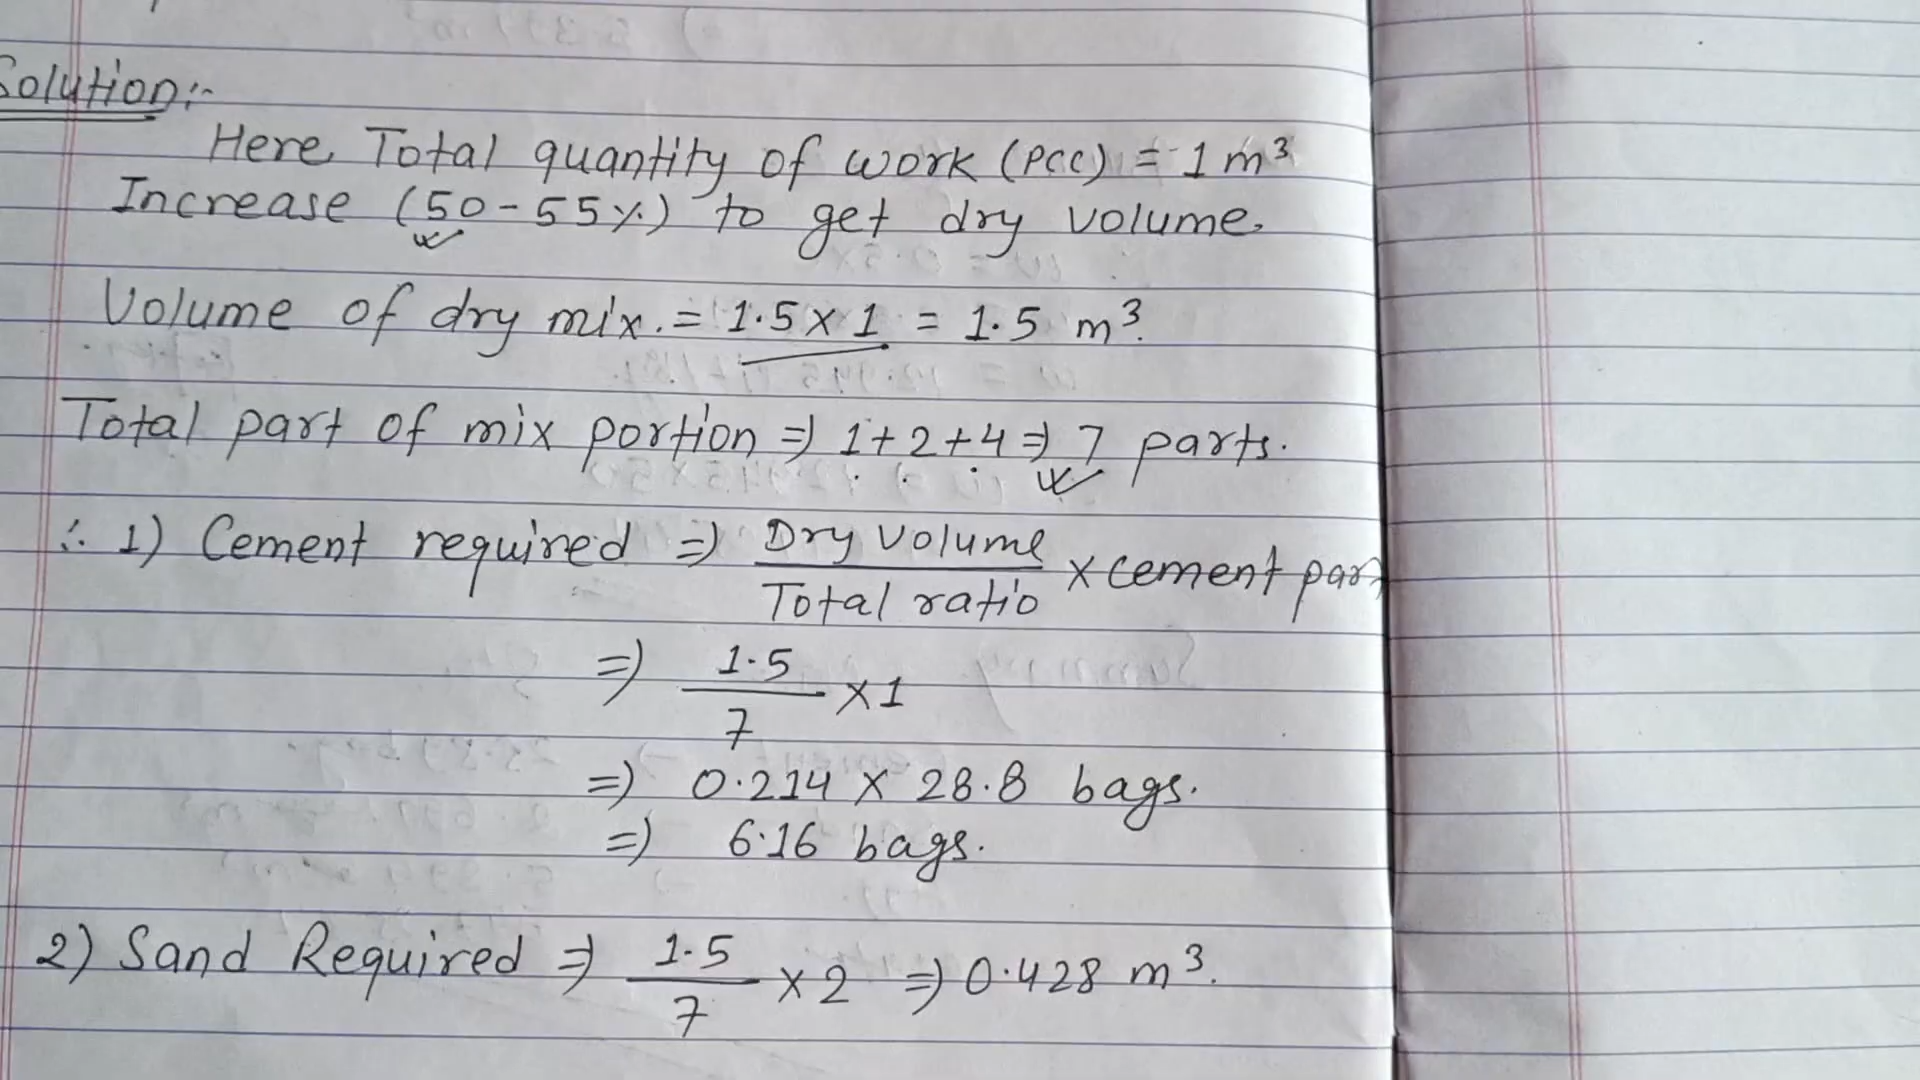 Solution:-
Here, Total quantity of work (PCC) = 1 m³
Increase (50-55%) to get dry volume.
Volume of dry mix. = 1.5 x 1 = 1.5 m³.
Total part of mix portion ⇒ 1+2+4 ⇒ 7 parts.
∴ 1) Cement required ⇒ Dry Volume / Total ratio x cement part
⇒ 1.5 / 7 x 1
⇒ 0.214 x 28.8 bags.
⇒ 6.16 bags.
2) Sand Required ⇒ 1.5 / 7 x 2 ⇒ 0.428 m³.